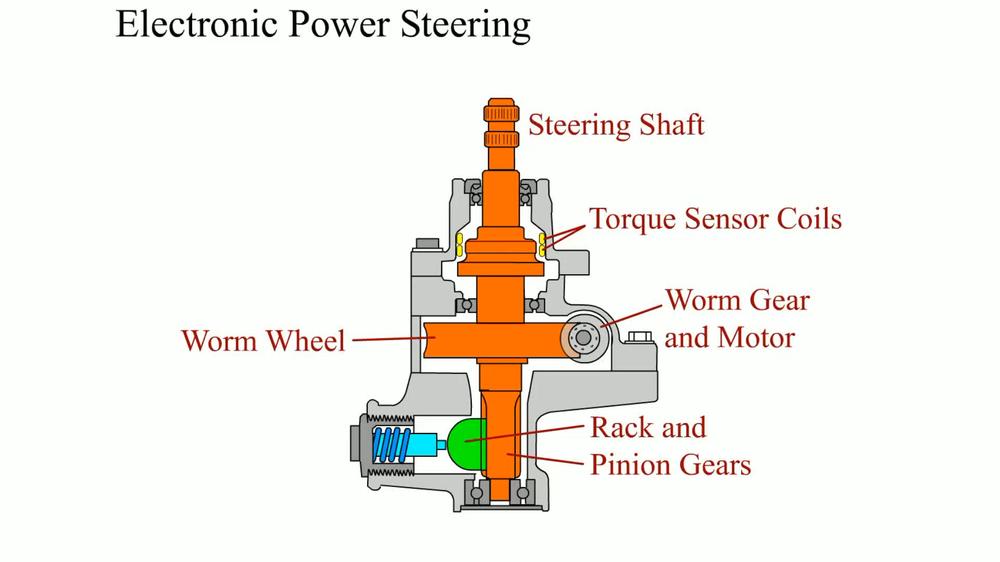 Electronic Power Steering
Steering Shaft
Torque Sensor Coils
Worm Gear
and Motor
Worm Wheel
Rack and
Pinion Gears